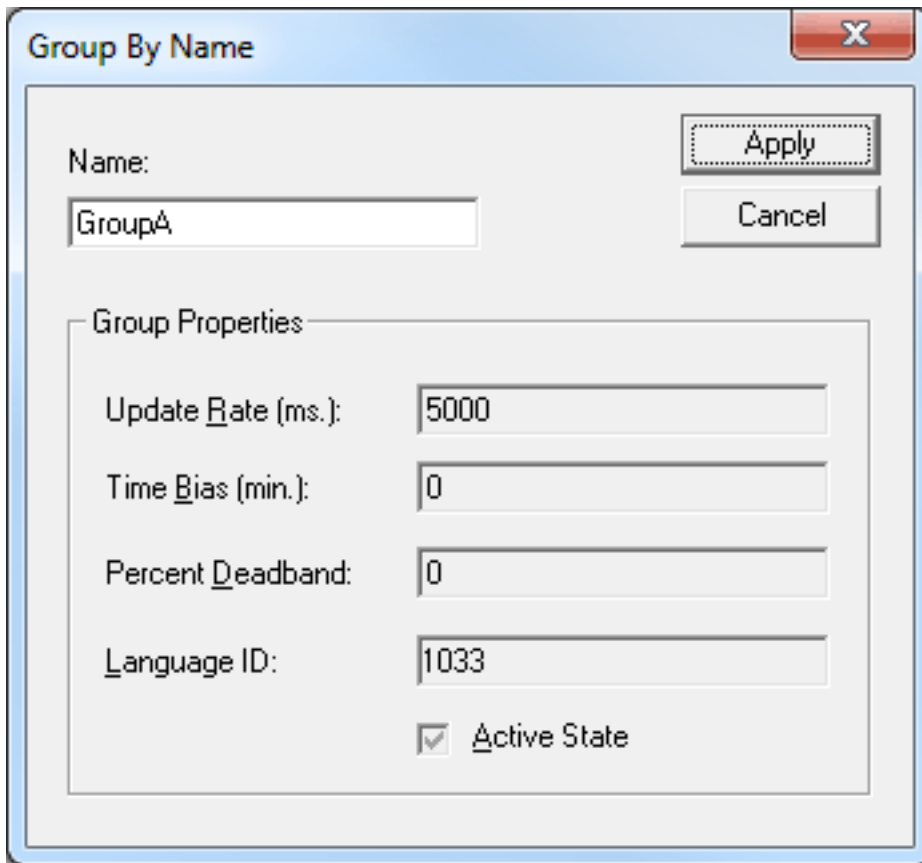 Group By Name
Name:
Apply
GroupA
Cancel
Group Properties
Update Rate (ms.):
5000
Time Bias (min.):
0
Percent Deadband:
0
Language ID:
1033
Active State